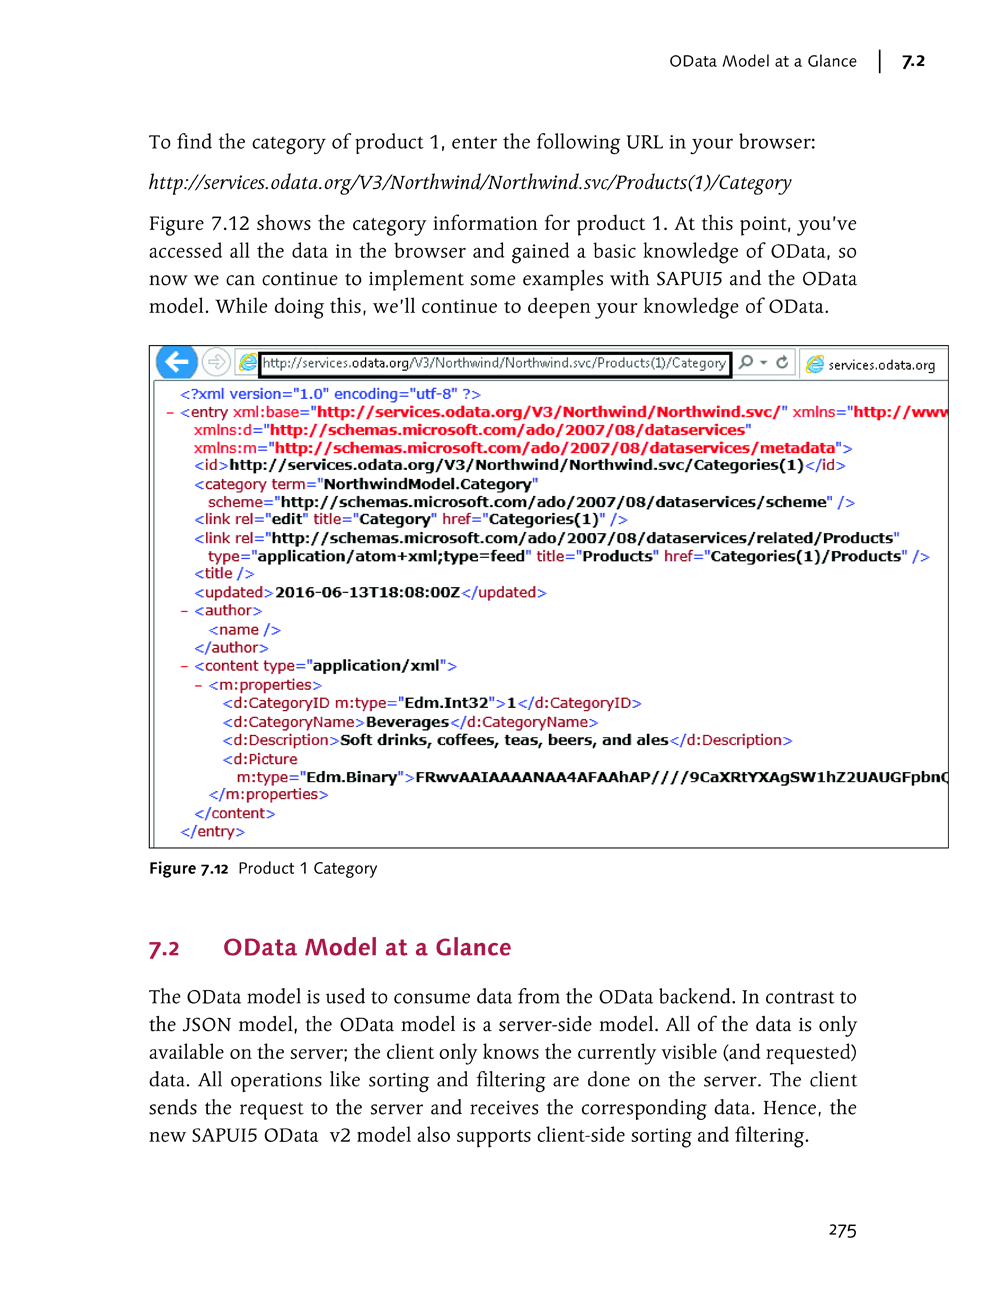 OData Model at a Glance | 7.2
To find the category of product 1, enter the following URL in your browser:
http://services.odata.org/V3/Northwind/Northwind.svc/Products(1)/Category
Figure 7.12 shows the category information for product 1. At this point, you've
accessed all the data in the browser and gained a basic knowledge of OData, so
now we can continue to implement some examples with SAPUI5 and the OData
model. While doing this, we'll continue to deepen your knowledge of OData.
http://services.odata.org/V3/Northwind/Northwind.svc/Products(1)/Category services.odata.org
<?xml version="1.0" encoding="utf-8" ?>
- <entry xml:base="http://services.odata.org/V3/Northwind/Northwind.svc/" xmlns="http://www
xmlns:d="http://schemas.microsoft.com/ado/2007/08/dataservices"
xmlns:m="http://schemas.microsoft.com/ado/2007/08/dataservices/metadata">
<id>http://services.odata.org/V3/Northwind/Northwind.svc/Categories(1)</id>
<category term="NorthwindModel.Category"
scheme="http://schemas.microsoft.com/ado/2007/08/dataservices/scheme" />
<link rel="edit" title="Category" href="Categories(1)" />
<link rel="http://schemas.microsoft.com/ado/2007/08/dataservices/related/Products"
type="application/atom+xml;type=feed" title="Products" href="Categories(1)/Products" />
<title />
<updated>2016-06-13T18:08:00Z</updated>
- <author>
<name />
</author>
- <content type="application/xml">
- <m:properties>
<d:CategoryID m:type="Edm.Int32">1</d:CategoryID>
<d:CategoryName>Beverages</d:CategoryName>
<d:Description>Soft drinks, coffees, teas, beers, and ales</d:Description>
<d:Picture
m:type="Edm.Binary">FRwvAAIAAAANAA4AFAAhAP////9CaXRtYXAgSW1hZ2UAUGFpbnQ
</m:properties>
</content>
</entry>
Figure 7.12 Product 1 Category
7.2 OData Model at a Glance
The OData model is used to consume data from the OData backend. In contrast to
the JSON model, the OData model is a server-side model. All of the data is only
available on the server; the client only knows the currently visible (and requested)
data. All operations like sorting and filtering are done on the server. The client
sends the request to the server and receives the corresponding data. Hence, the
new SAPUI5 OData v2 model also supports client-side sorting and filtering.
275